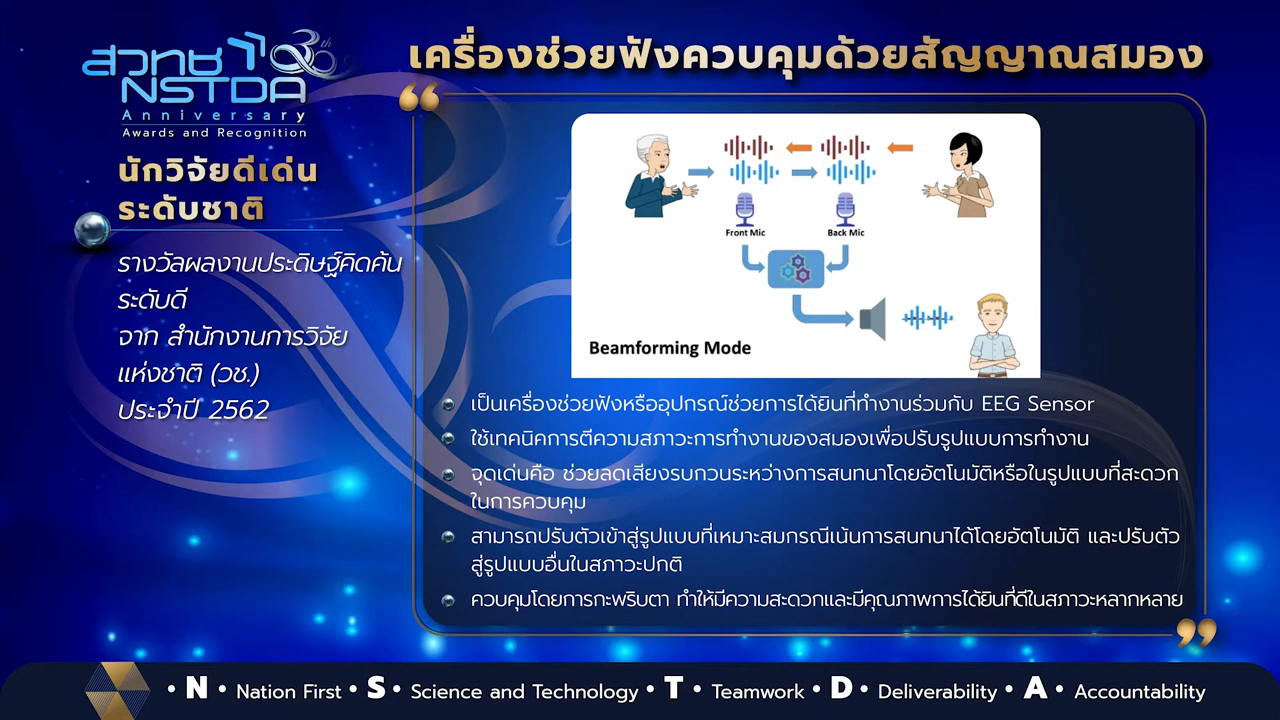 สวทช
NSTDA
30th
Anniversary
Awards and Recognition
นักวิจัยดีเด่น
ระดับชาติ
รางวัลผลงานประดิษฐ์คิดค้น
ระดับดี
จาก สำนักงานการวิจัย
แห่งชาติ (วช.)
ประจำปี 2562
เครื่องช่วยฟังควบคุมด้วยสัญญาณสมอง
Front Mic
Back Mic
Beamforming Mode
เป็นเครื่องช่วยฟังหรืออุปกรณ์ช่วยการได้ยินที่ทำงานร่วมกับ EEG Sensor
ใช้เทคนิคการตีความสภาวะการทำงานของสมองเพื่อปรับรูปแบบการทำงาน
จุดเด่นคือ ช่วยลดเสียงรบกวนระหว่างการสนทนาโดยอัตโนมัติหรือในรูปแบบที่สะดวก
ในการควบคุม
สามารถปรับตัวเข้าสู่รูปแบบที่เหมาะสมกรณีเน้นการสนทนาได้โดยอัตโนมัติ และปรับตัว
สู่รูปแบบอื่นในสภาวะปกติ
ควบคุมโดยการกะพริบตา ทำให้มีความสะดวกและมีคุณภาพการได้ยินที่ดีในสภาวะหลากหลาย
• N • Nation First • S • Science and Technology • T • Teamwork • D • Deliverability • A • Accountability